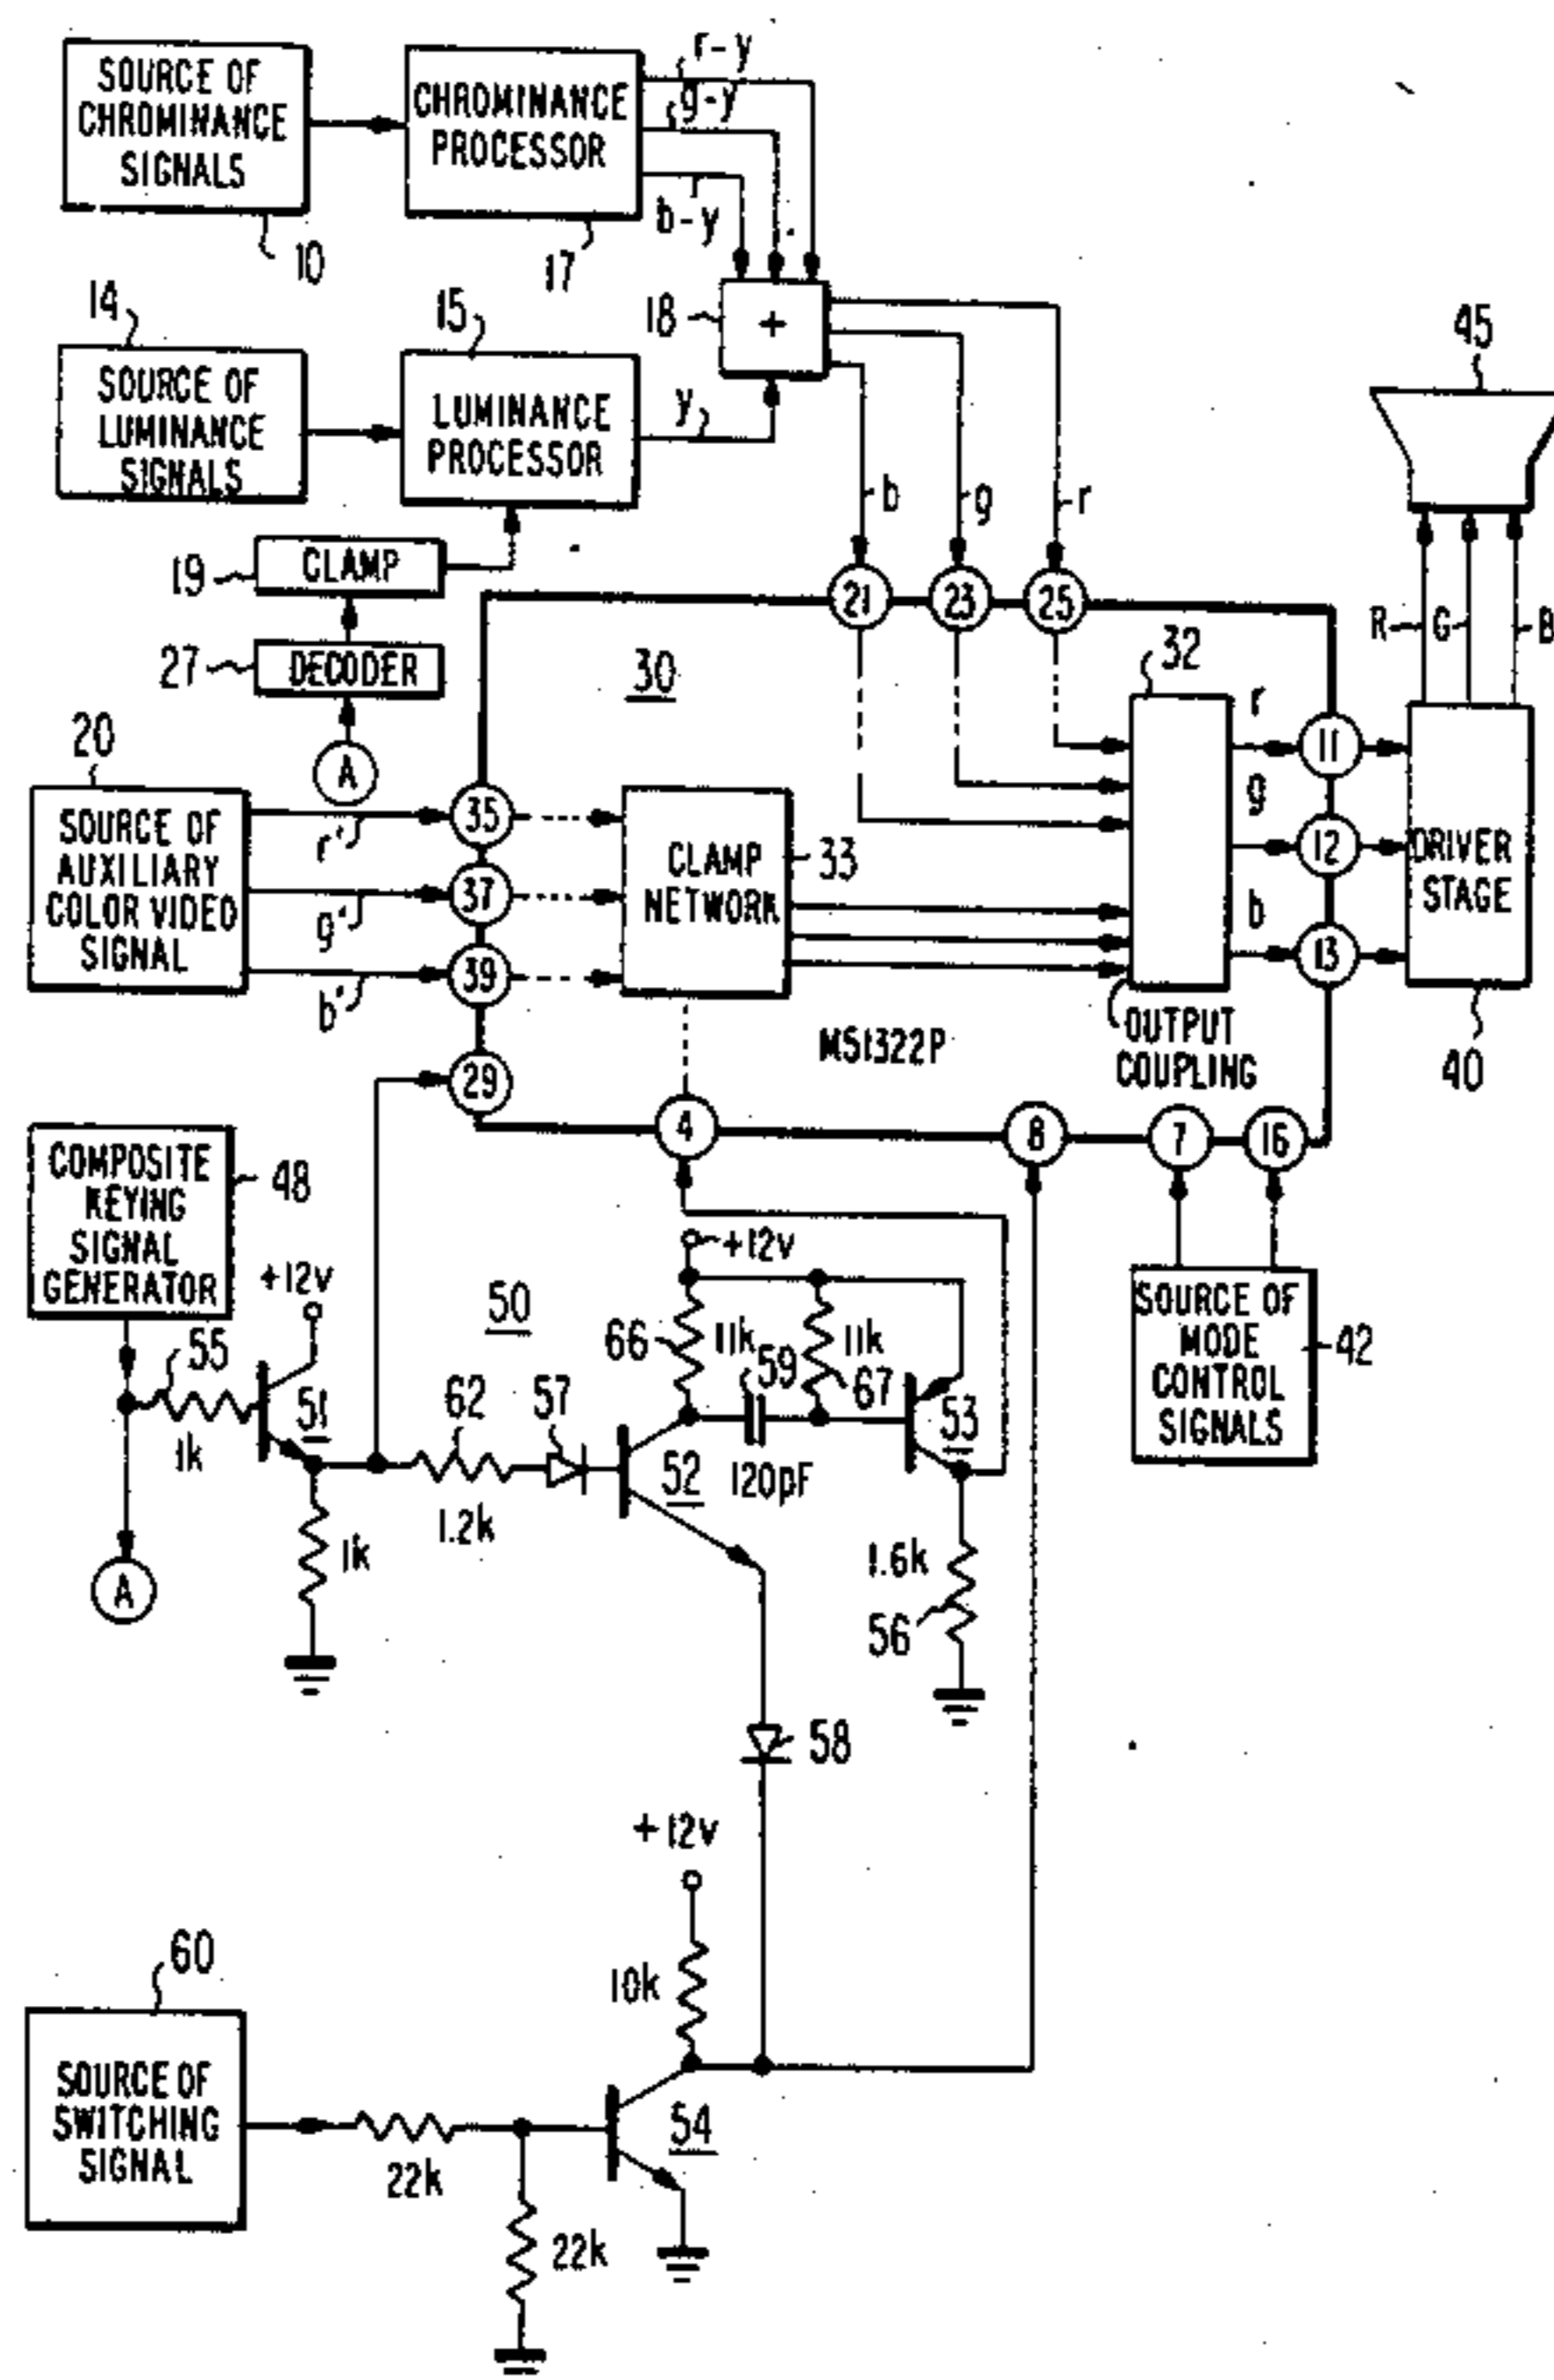 SOURCE OF
CHROMINANCE
SIGNALS
10
CHROMINANCE
PROCESSOR
17
r-y
g-y
b-y
14
SOURCE OF
LUMINANCE
SIGNALS
15
LUMINANCE
PROCESSOR
y
18
+
45
b
g
r
19
CLAMP
27
DECODER
A
21
23
25
30
32
R
G
B
20
SOURCE OF
AUXILIARY
COLOR VIDEO
SIGNAL
r'
g'
b'
35
37
39
29
CLAMP
NETWORK
33
r
g
b
11
12
13
DRIVER
STAGE
40
MS1322P
OUTPUT
COUPLING
4
8
7
16
COMPOSITE
KEYING
SIGNAL
GENERATOR
48
+12v
50
+12v
SOURCE OF
MODE
CONTROL
SIGNALS
42
55
1k
51
1k
62
1.2k
57
66
11k
59
120pF
11k
67
52
53
1.6k
56
A
58
+12v
10k
60
SOURCE OF
SWITCHING
SIGNAL
22k
22k
54